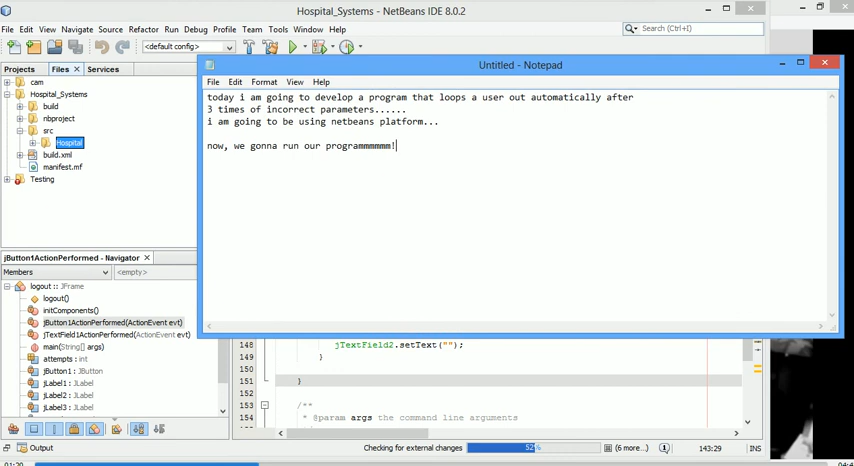 Hospital_Systems - NetBeans IDE 8.0.2
File Edit View Navigate Source Refactor Run Debug Profile Team Tools Window Help
Search (Ctrl+I)
<default config>
Projects Files Services
cam
Hospital_Systems
build
nbproject
src
Hospital
build.xml
manifest.mf
Testing
Untitled - Notepad
File Edit Format View Help
today i am going to develop a program that loops a user out automatically after
3 times of incorrect parameters......
i am going to be using netbeans platform...
now, we gonna run our programmmmmm!
jButton1ActionPerformed - Navigator
Members <empty>
logout :: JFrame
logout()
initComponents()
jButton1ActionPerformed(ActionEvent evt)
jTextField1ActionPerformed(ActionEvent evt)
main(String[] args)
attempts : int
jButton1 : JButton
jLabel1 : JLabel
jLabel2 : JLabel
jLabel3 : JLabel
148 jTextField2.setText("");
149 }
150
151 }
152
153 /**
154 * @param args the command line arguments
Output
Checking for external changes 52% (6 more...) 1 143:29 INS
01:20